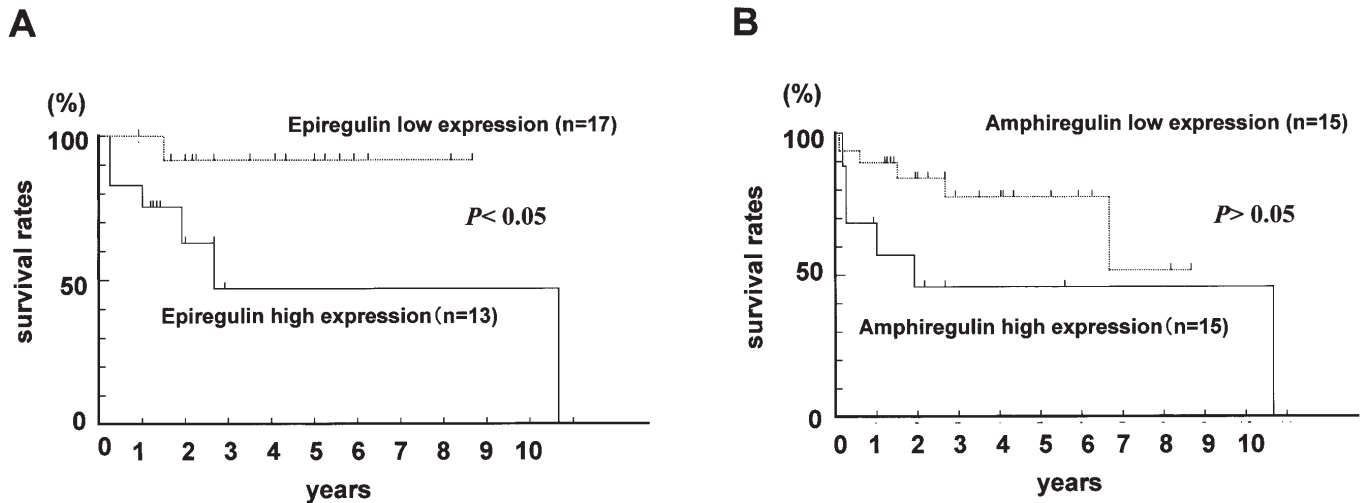 A
(%)
100
50
0
survival rates
Epiregulin low expression (n=17)
P< 0.05
Epiregulin high expression(n=13)
0 1 2 3 4 5 6 7 8 9 10
years
B
(%)
100
50
0
survival rates
Amphiregulin low expression (n=15)
P> 0.05
Amphiregulin high expression(n=15)
0 1 2 3 4 5 6 7 8 9 10
years